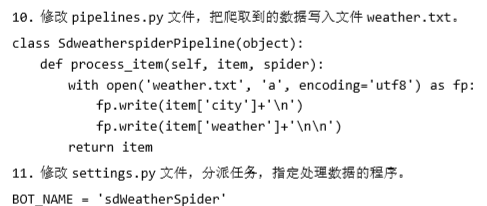 10. 修改 pipelines.py 文件，把爬取到的数据写入文件 weather.txt。
class SdweatherspiderPipeline(object):
    def process_item(self, item, spider):
        with open('weather.txt', 'a', encoding='utf8') as fp:
            fp.write(item['city']+'\n')
            fp.write(item['weather']+'\n\n')
        return item
11. 修改 settings.py 文件，分派任务，指定处理数据的程序。
BOT_NAME = 'sdWeatherSpider'